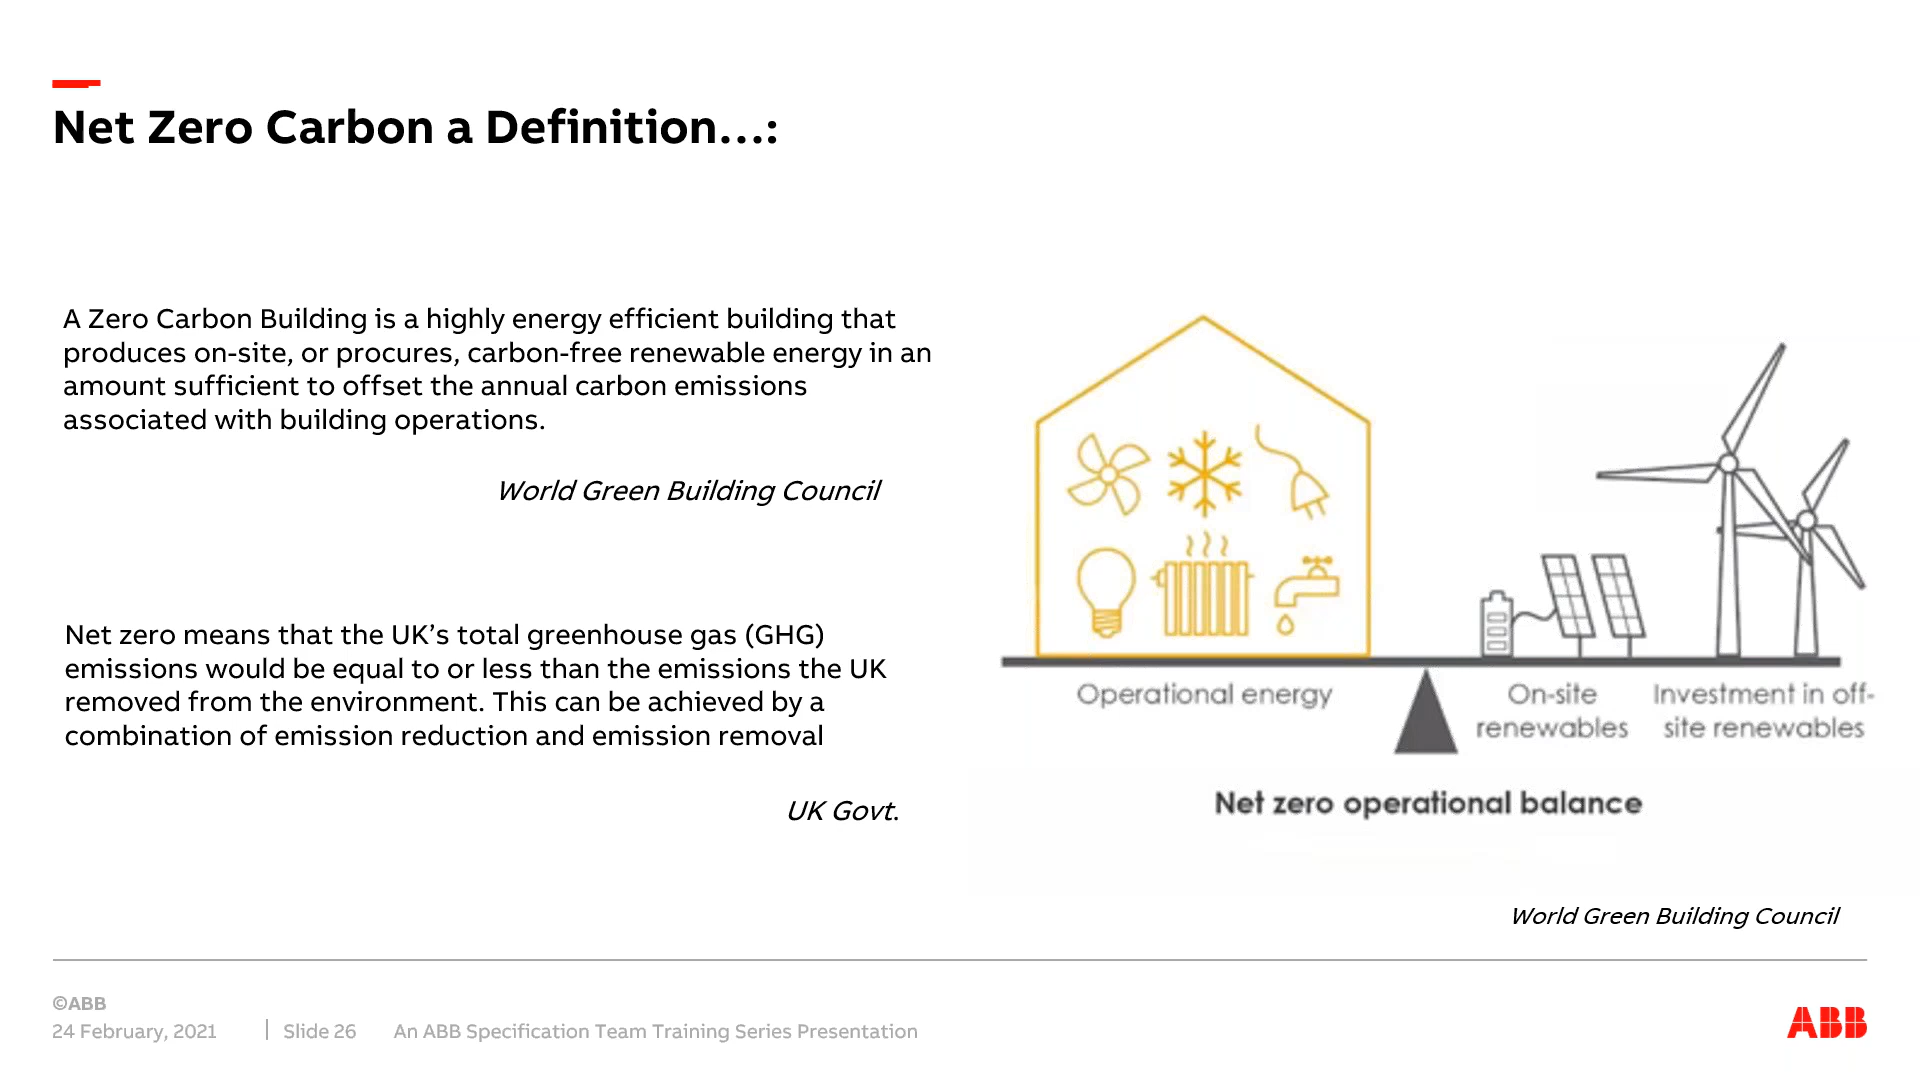 Net Zero Carbon a Definition...:
A Zero Carbon Building is a highly energy efficient building that
produces on-site, or procures, carbon-free renewable energy in an
amount sufficient to offset the annual carbon emissions
associated with building operations.
World Green Building Council
Net zero means that the UK’s total greenhouse gas (GHG)
emissions would be equal to or less than the emissions the UK
removed from the environment. This can be achieved by a
combination of emission reduction and emission removal
UK Govt.
Operational energy
On-site
renewables
Investment in off-
site renewables
Net zero operational balance
World Green Building Council
©ABB
24 February, 2021
Slide 26
An ABB Specification Team Training Series Presentation
ABB